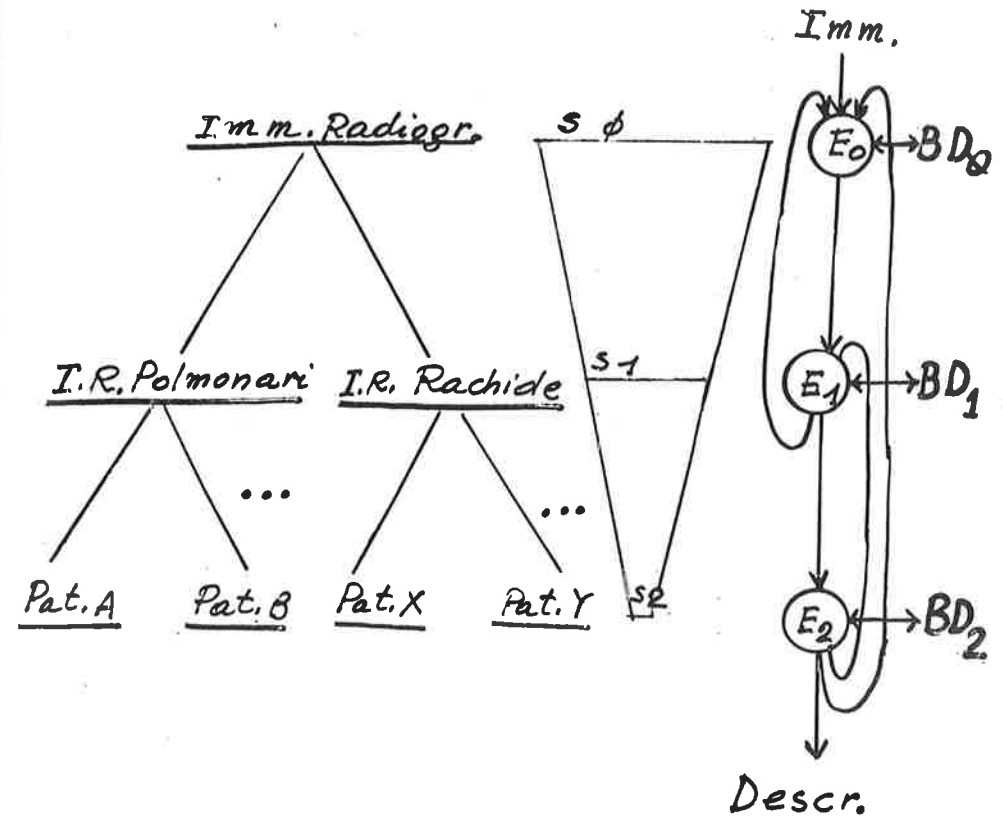 Imm.
Imm. Radiogr.
S φ
E0
BD0
I.R. Polmonari
I.R. Rachide
S1
E1
BD1
...
...
Pat. A
Pat. B
Pat. X
Pat. Y
S2
E2
BD2
Descr.